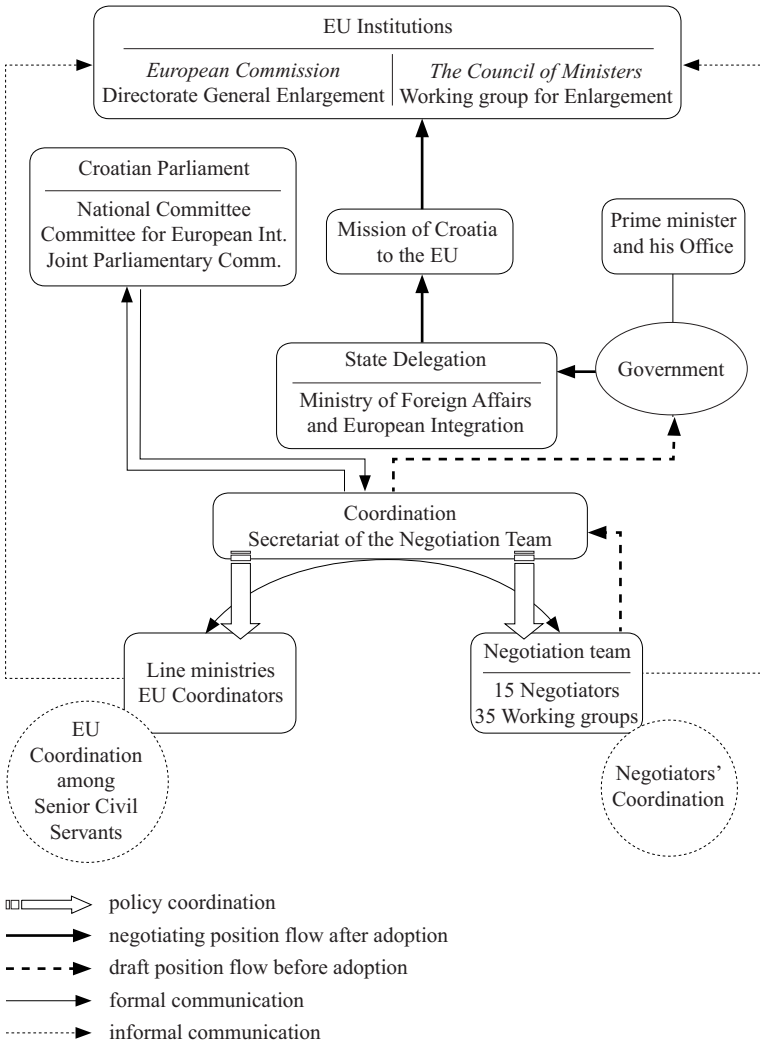 EU Institutions
European Commission
Directorate General Enlargement
The Council of Ministers
Working group for Enlargement
Croatian Parliament
National Committee
Committee for European Int.
Joint Parliamentary Comm.
Mission of Croatia
to the EU
Prime minister
and his Office
State Delegation
Ministry of Foreign Affairs
and European Integration
Government
Coordination
Secretariat of the Negotiation Team
Line ministries
EU Coordinators
Negotiation team
15 Negotiators
35 Working groups
EU
Coordination
among
Senior Civil
Servants
Negotiators’
Coordination
policy coordination
negotiating position flow after adoption
draft position flow before adoption
formal communication
informal communication